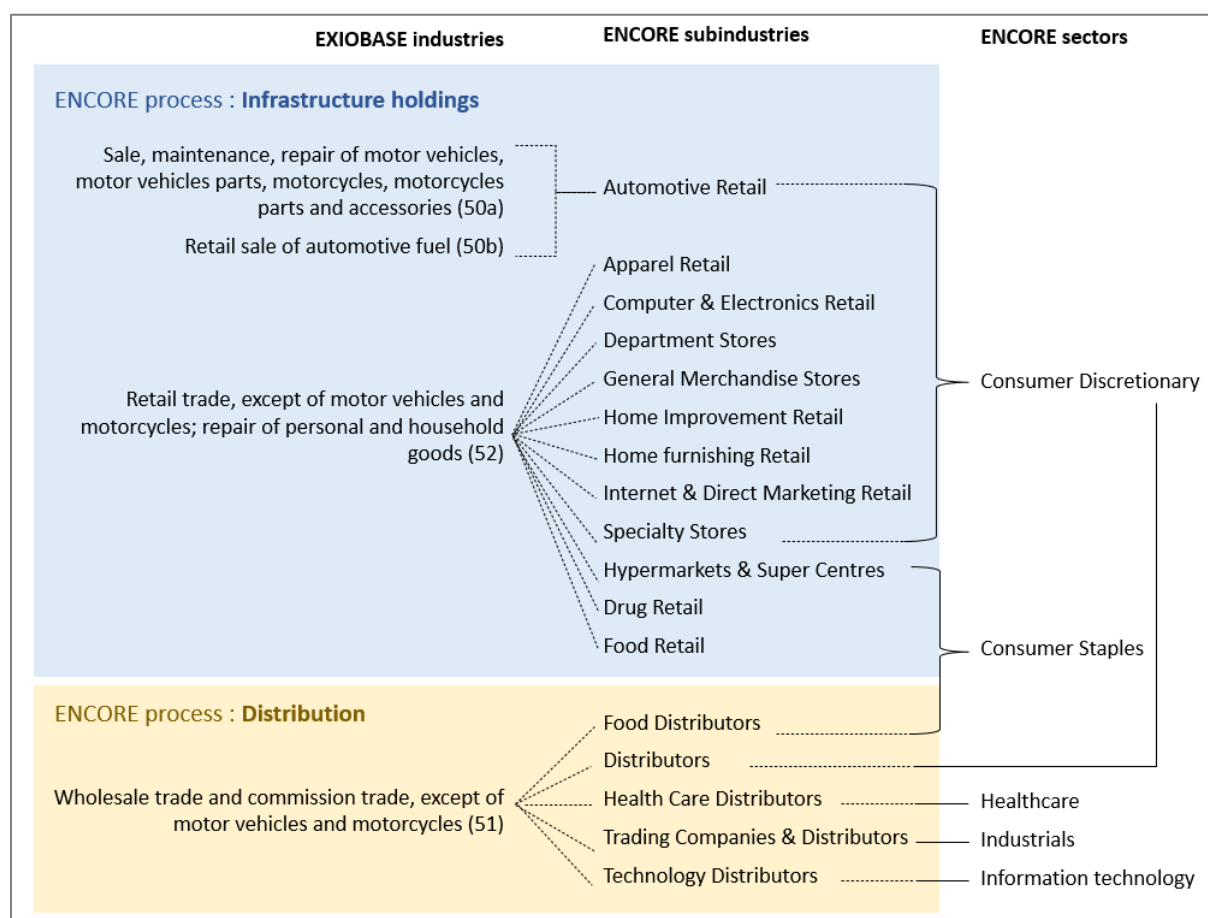 EXIOBASE industries
ENCORE subindustries
ENCORE sectors
ENCORE process : Infrastructure holdings
Sale, maintenance, repair of motor vehicles,
motor vehicles parts, motorcycles, motorcycles
parts and accessories (50a)
Automotive Retail
Retail sale of automotive fuel (50b)
Apparel Retail
Computer & Electronics Retail
Department Stores
General Merchandise Stores
Consumer Discretionary
Retail trade, except of motor vehicles and
motorcycles; repair of personal and household
goods (52)
Home Improvement Retail
Home furnishing Retail
Internet & Direct Marketing Retail
Specialty Stores
Hypermarkets & Super Centres
Drug Retail
Food Retail
Consumer Staples
ENCORE process : Distribution
Food Distributors
Distributors
Wholesale trade and commission trade, except of
motor vehicles and motorcycles (51)
Health Care Distributors
Healthcare
Trading Companies & Distributors
Industrials
Technology Distributors
Information technology